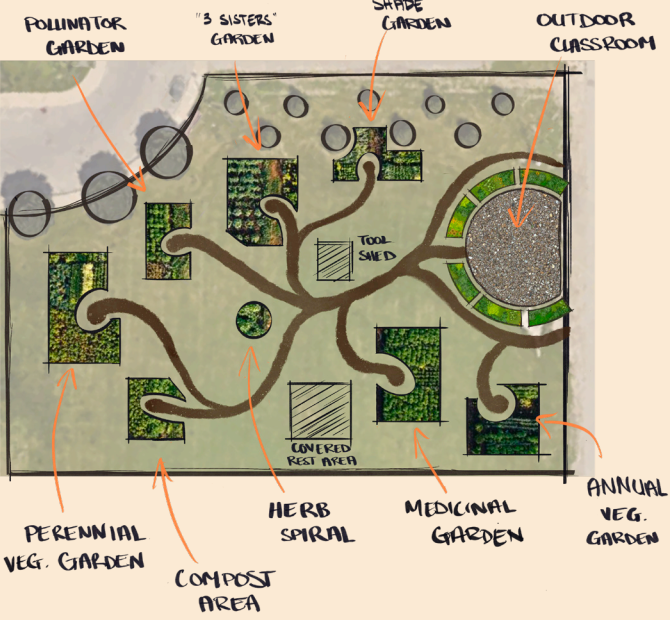 POLLINATOR
GARDEN
"3 SISTERS"
GARDEN
SHADE
GARDEN
OUTDOOR
CLASSROOM
TOOL
SHED
COVERED
REST AREA
PERENNIAL
VEG. GARDEN
COMPOST
AREA
HERB
SPIRAL
MEDICINAL
GARDEN
ANNUAL
VEG.
GARDEN